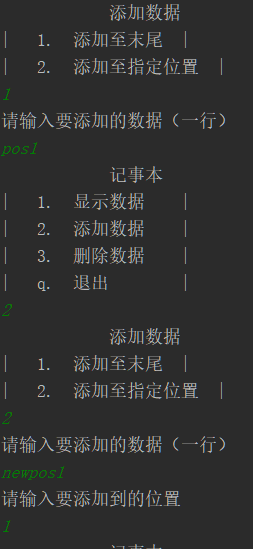 添加数据
| 1. 添加至末尾 |
| 2. 添加至指定位置 |
1
请输入要添加的数据（一行）
pos1
记事本
| 1. 显示数据 |
| 2. 添加数据 |
| 3. 删除数据 |
| q. 退出 |
2
添加数据
| 1. 添加至末尾 |
| 2. 添加至指定位置 |
2
请输入要添加的数据（一行）
newpos1
请输入要添加到的位置
1
记事本